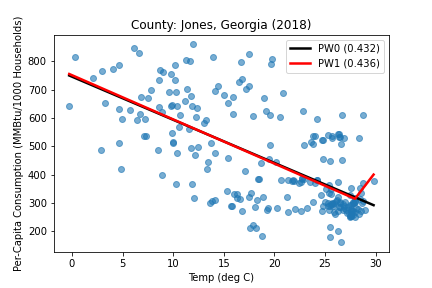 County: Jones, Georgia (2018)
Per-Capita Consumption (MMBtu/1000 Households)
800
700
600
500
400
300
200
PW0 (0.432)
PW1 (0.436)
0 5 10 15 20 25 30
Temp (deg C)